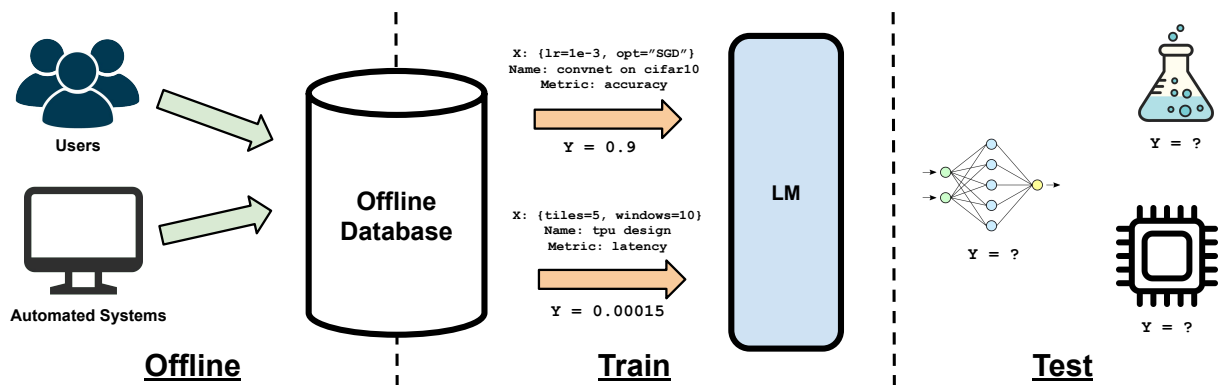 Users
Automated Systems
Offline
Offline
Database
X: {lr=1e-3, opt=”SGD”}
Name: convnet on cifar10
Metric: accuracy
Y = 0.9
X: {tiles=5, windows=10}
Name: tpu design
Metric: latency
Y = 0.00015
LM
Train
Y = ?
Y = ?
Y = ?
Test